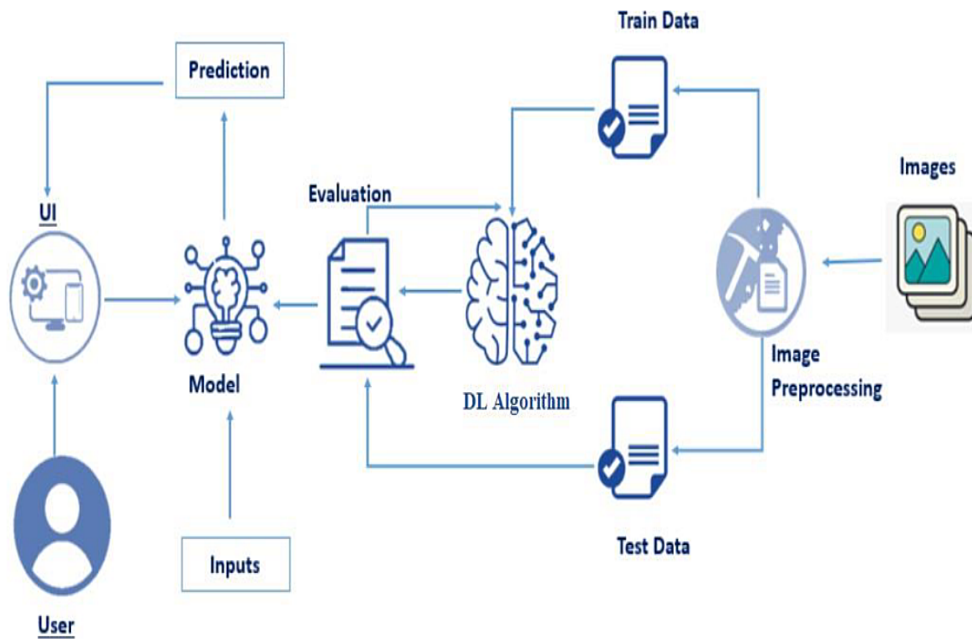 Train Data
Prediction
Images
Evaluation
UI
Image
Preprocessing
Model
DL Algorithm
Test Data
Inputs
User